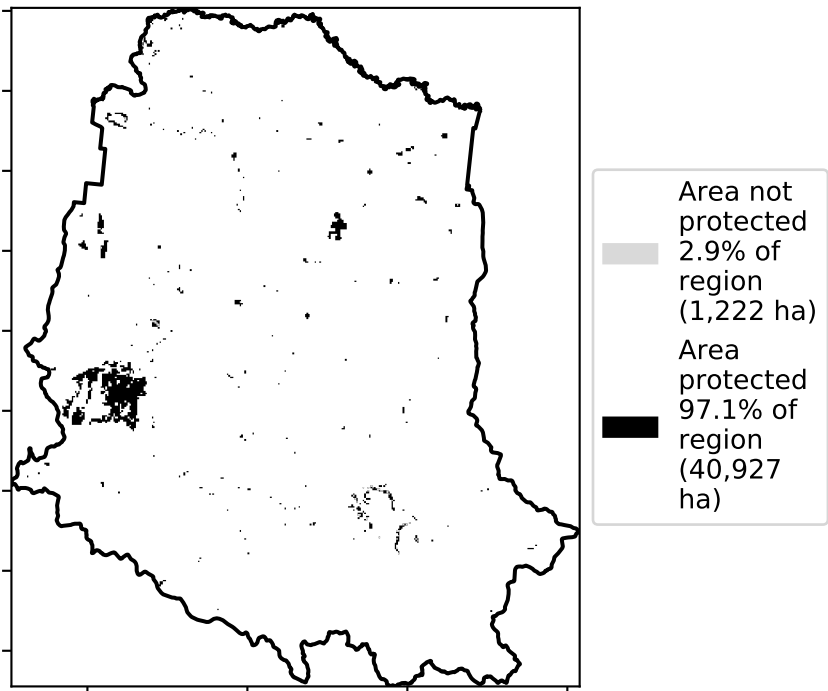 Area not
protected
2.9% of
region
(1,222 ha)
Area
protected
97.1% of
region
(40,927
ha)